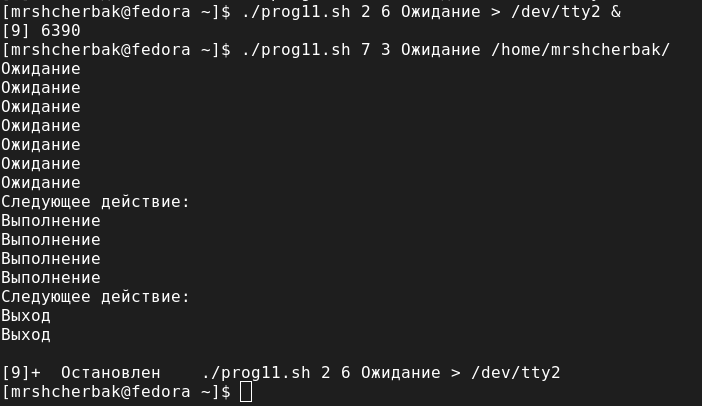 [mrshcherbak@fedora ~]$ ./prog11.sh 2 6 Ожидание > /dev/tty2 &
[9] 6390
[mrshcherbak@fedora ~]$ ./prog11.sh 7 3 Ожидание /home/mrshcherbak/
Ожидание
Ожидание
Ожидание
Ожидание
Ожидание
Ожидание
Ожидание
Следующее действие:
Выполнение
Выполнение
Выполнение
Выполнение
Следующее действие:
Выход
Выход
[9]+  Остановлен    ./prog11.sh 2 6 Ожидание > /dev/tty2
[mrshcherbak@fedora ~]$